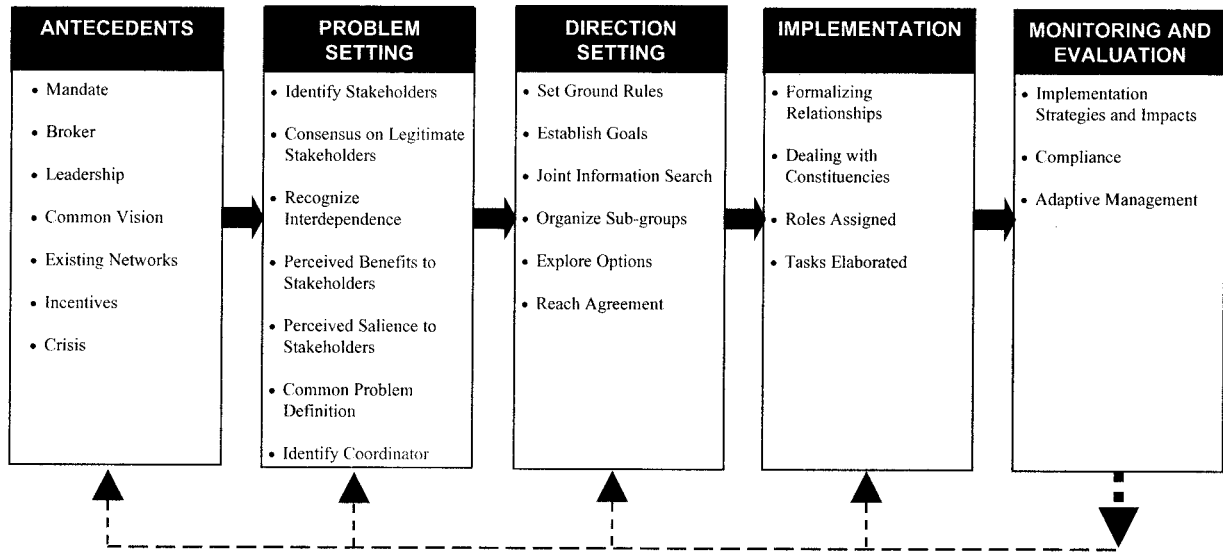 ANTECEDENTS
• Mandate
• Broker
• Leadership
• Common Vision
• Existing Networks
• Incentives
• Crisis
PROBLEM
SETTING
• Identify Stakeholders
• Consensus on Legitimate
Stakeholders
• Recognize
Interdependence
• Perceived Benefits to
Stakeholders
• Perceived Salience to
Stakeholders
• Common Problem
Definition
• Identify Coordinator
DIRECTION
SETTING
• Set Ground Rules
• Establish Goals
• Joint Information Search
• Organize Sub-groups
• Explore Options
• Reach Agreement
IMPLEMENTATION
• Formalizing
Relationships
• Dealing with
Constituencies
• Roles Assigned
• Tasks Elaborated
MONITORING AND
EVALUATION
• Implementation
Strategies and Impacts
• Compliance
• Adaptive Management